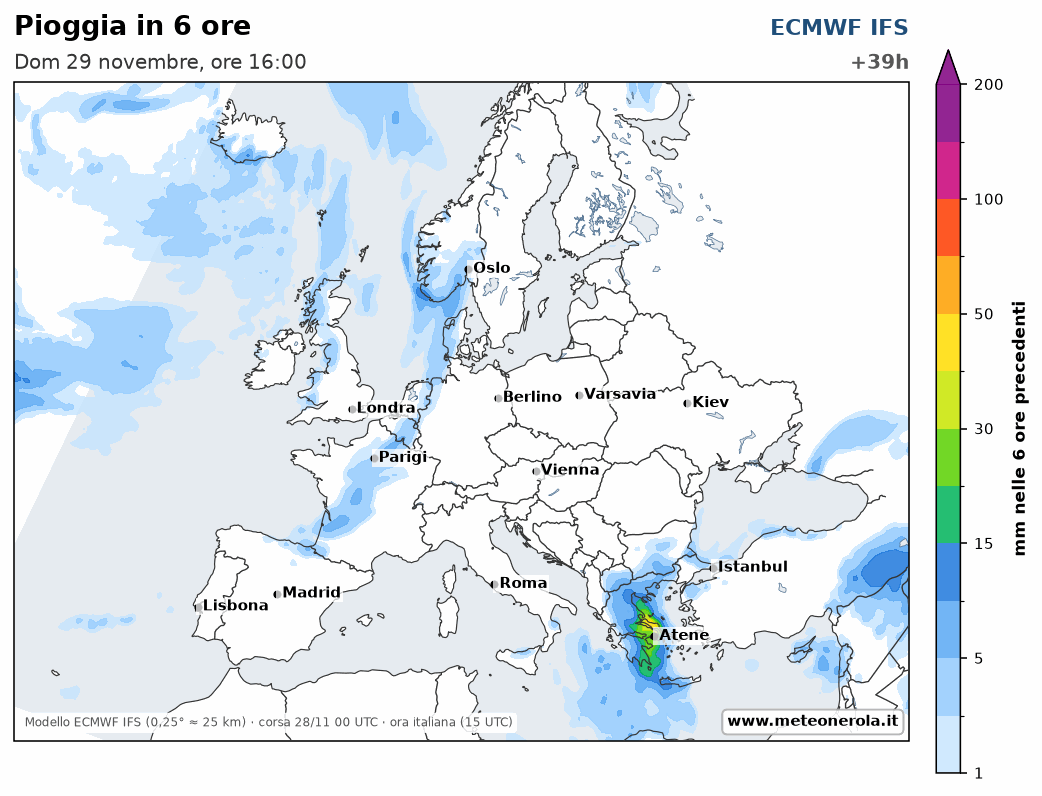 Pioggia in 6 ore
ECMWF IFS
Dom 29 novembre, ore 16:00
+39h
200
100
50
30
15
5
1
mm nelle 6 ore precedenti
Oslo
Londra
Berlino
Varsavia
Kiev
Parigi
Vienna
Istanbul
Roma
Madrid
Lisbona
Atene
Modello ECMWF IFS (0,25° ≈ 25 km) · corsa 28/11 00 UTC · ora italiana (15 UTC)
www.meteonerola.it